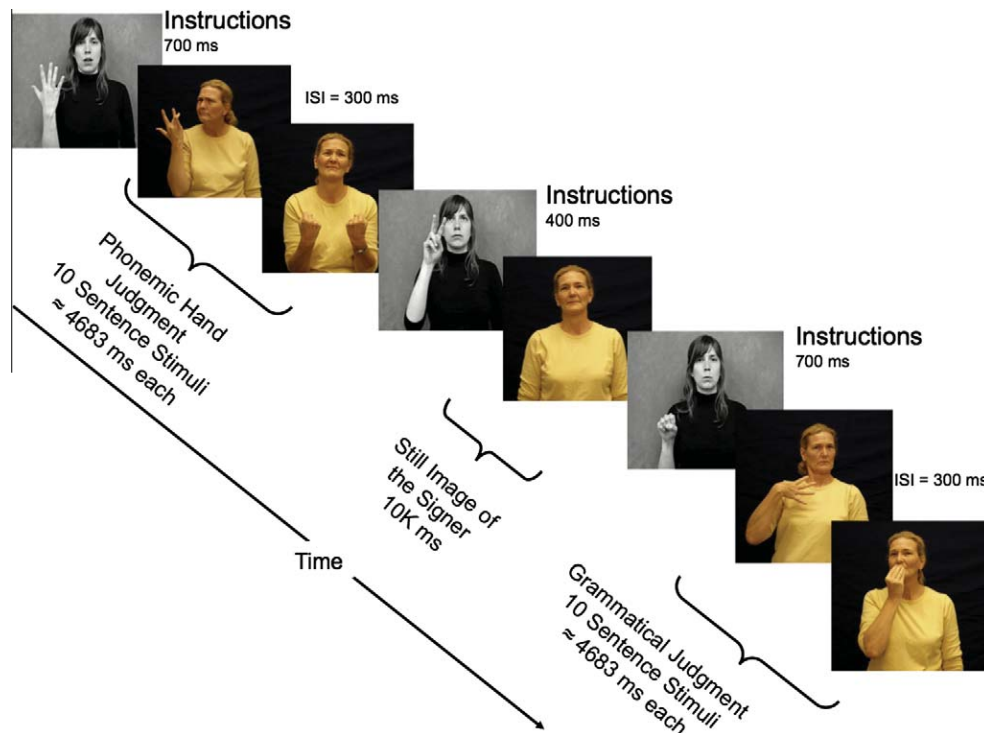 Instructions
700 ms
ISI = 300 ms
Instructions
400 ms
Phonemic Hand
Judgment
10 Sentence Stimuli
≈ 4683 ms each
Instructions
700 ms
Still Image of
the Signer
10K ms
ISI = 300 ms
Time
Grammatical Judgment
10 Sentence Stimuli
≈ 4683 ms each